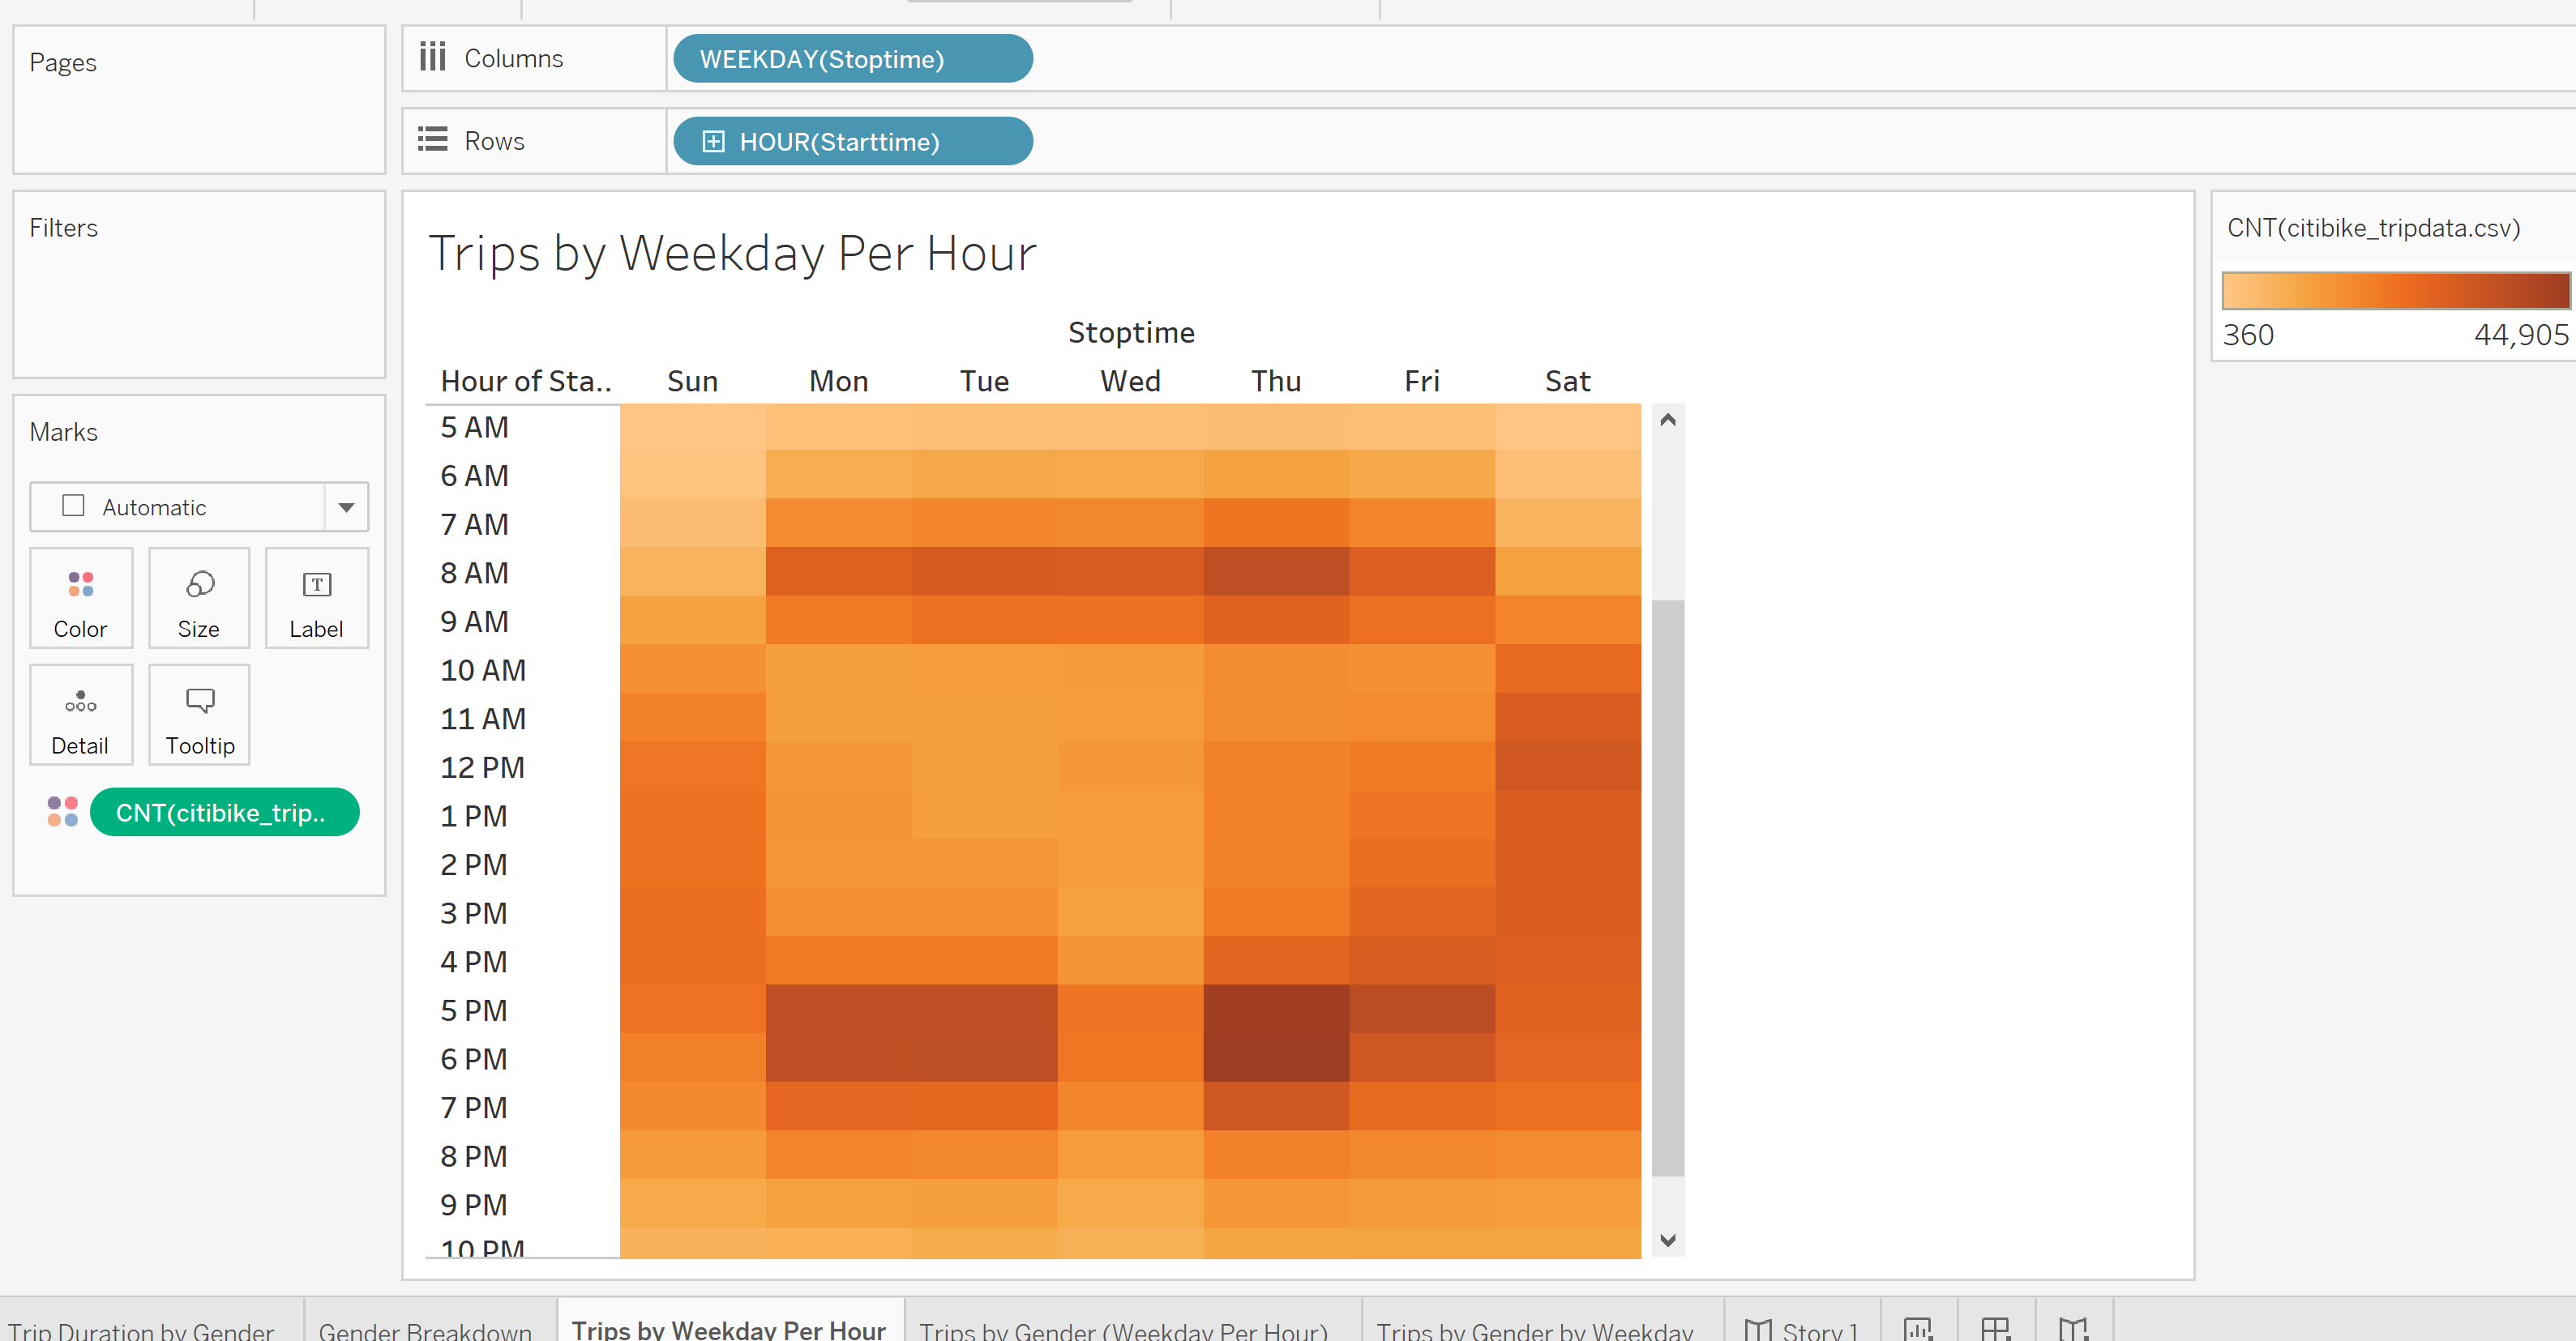 Pages
Columns
WEEKDAY(Stoptime)
Rows
HOUR(Starttime)
Filters
Marks
Automatic
Color
Size
T
Label
Detail
Tooltip
CNT(citibike_trip..
Trips by Weekday Per Hour
Stoptime
Hour of Sta.. Sun Mon Tue Wed Thu Fri Sat
5 AM
6 AM
7 AM
8 AM
9 AM
10 AM
11 AM
12 PM
1 PM
2 PM
3 PM
4 PM
5 PM
6 PM
7 PM
8 PM
9 PM
10 PM
CNT(citibike_tripdata.csv)
360 44,905
Trip Duration by Gender Gender Breakdown Trips by Weekday Per Hour Trips by Gender (Weekday Per Hour) Trips by Gender by Weekday Story 1